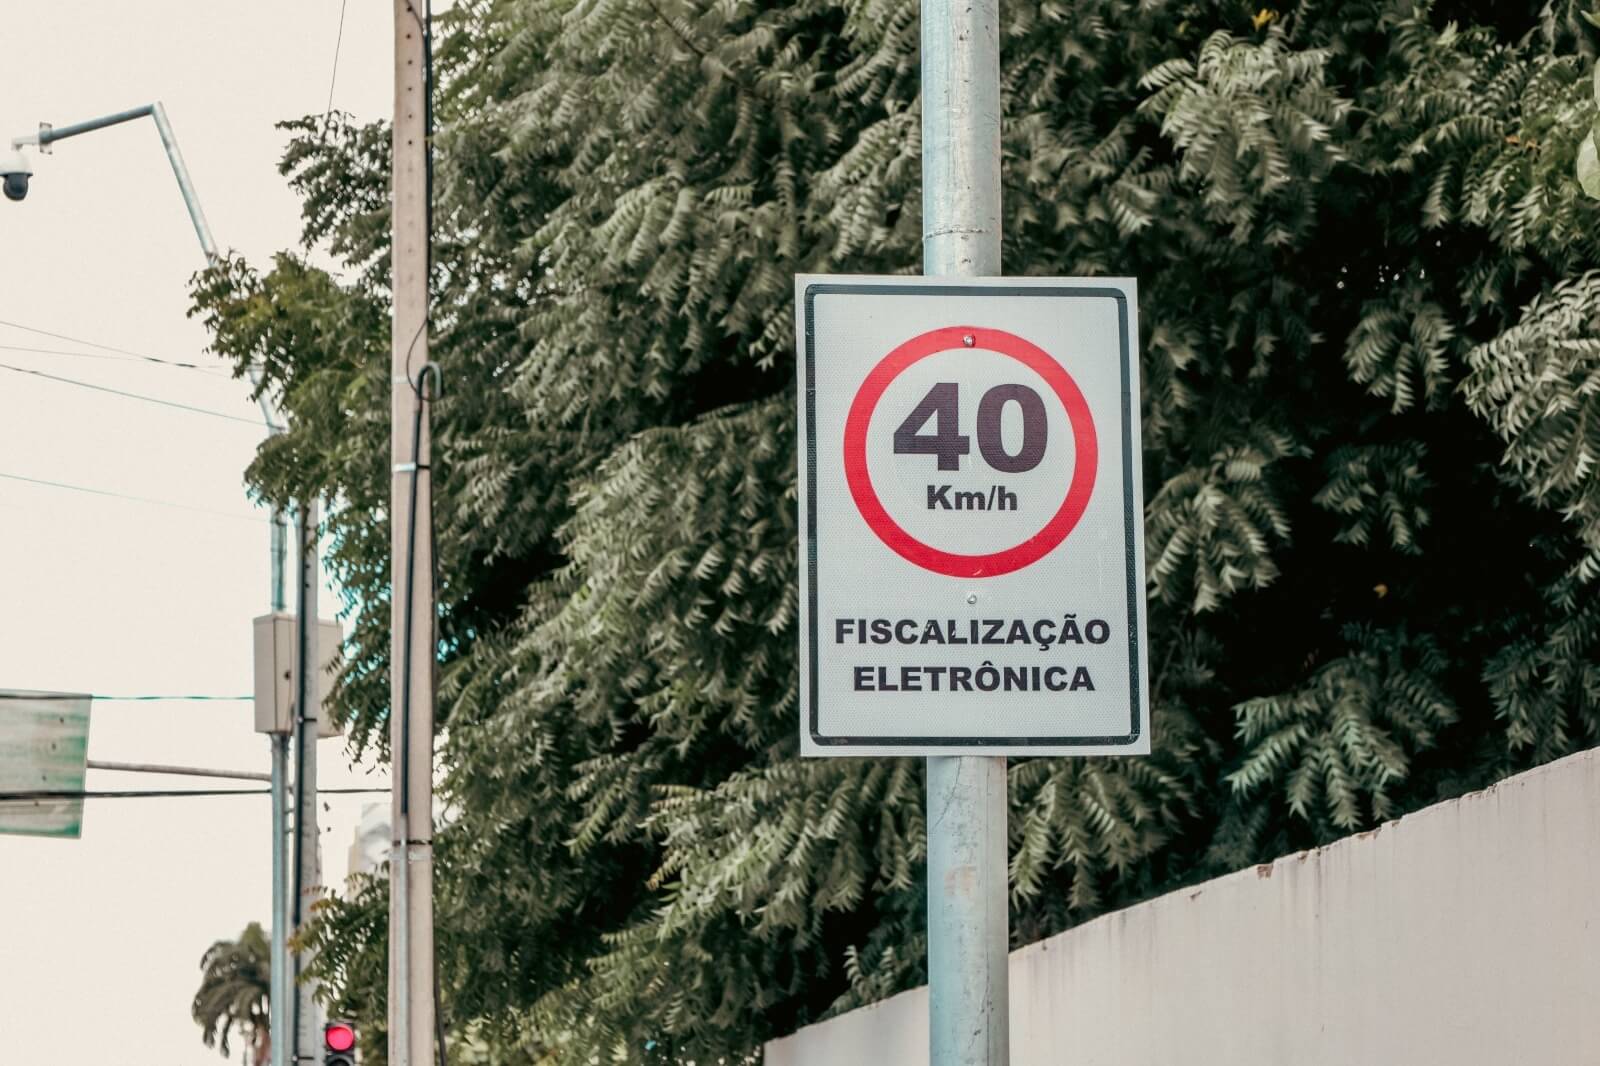 40
Km/h
FISCALIZAÇÃO
ELETRÔNICA